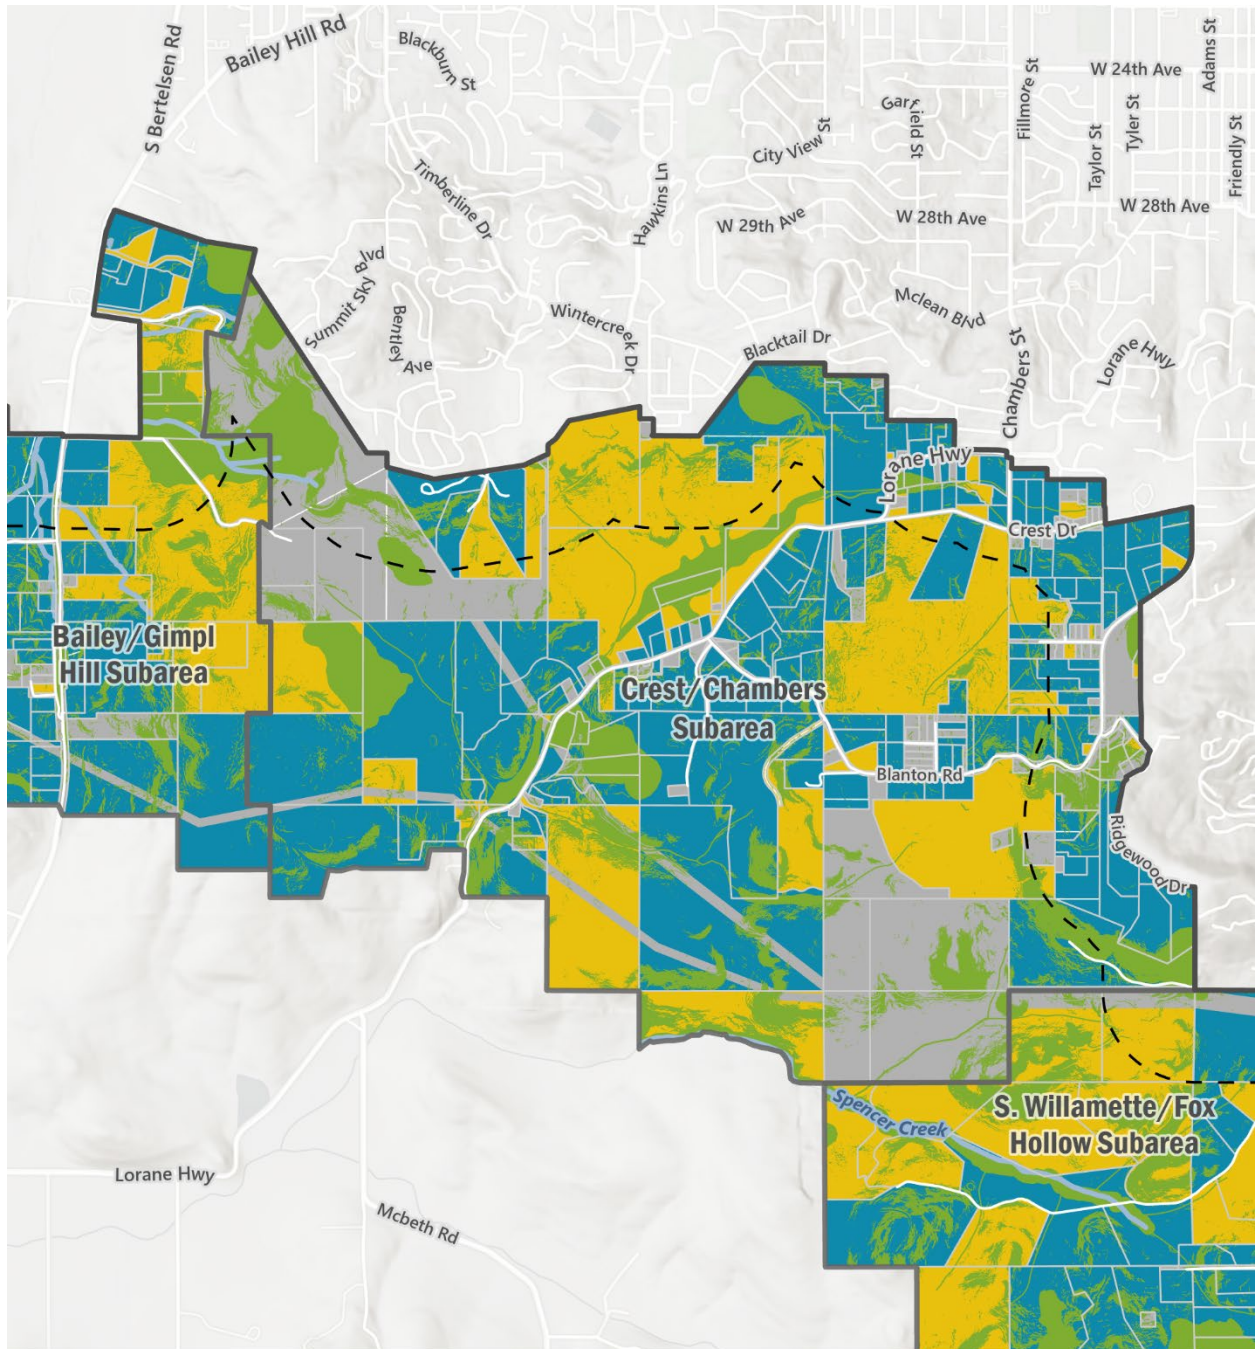 S Bertelsen Rd
Bailey Hill Rd
Blackburn St
W 24th Ave
Adams St
Garfield St
Fillmore St
Taylor St
Tyler St
Friendly St
City View St
Timberline Dr
Hawkins Ln
W 29th Ave
W 28th Ave
W 28th Ave
Summit Sky Blvd
Bentley Ave
Wintercreek Dr
Blacktail Dr
Mclean Blvd
Chambers St
Lorane Hwy
Lorane Hwy
Crest Dr
Bailey/Gimpl
Hill Subarea
Crest/Chambers
Subarea
Blanton Rd
Ridgewood Dr
Spencer Creek
S. Willamette/Fox
Hollow Subarea
Lorane Hwy
Mcbeth Rd